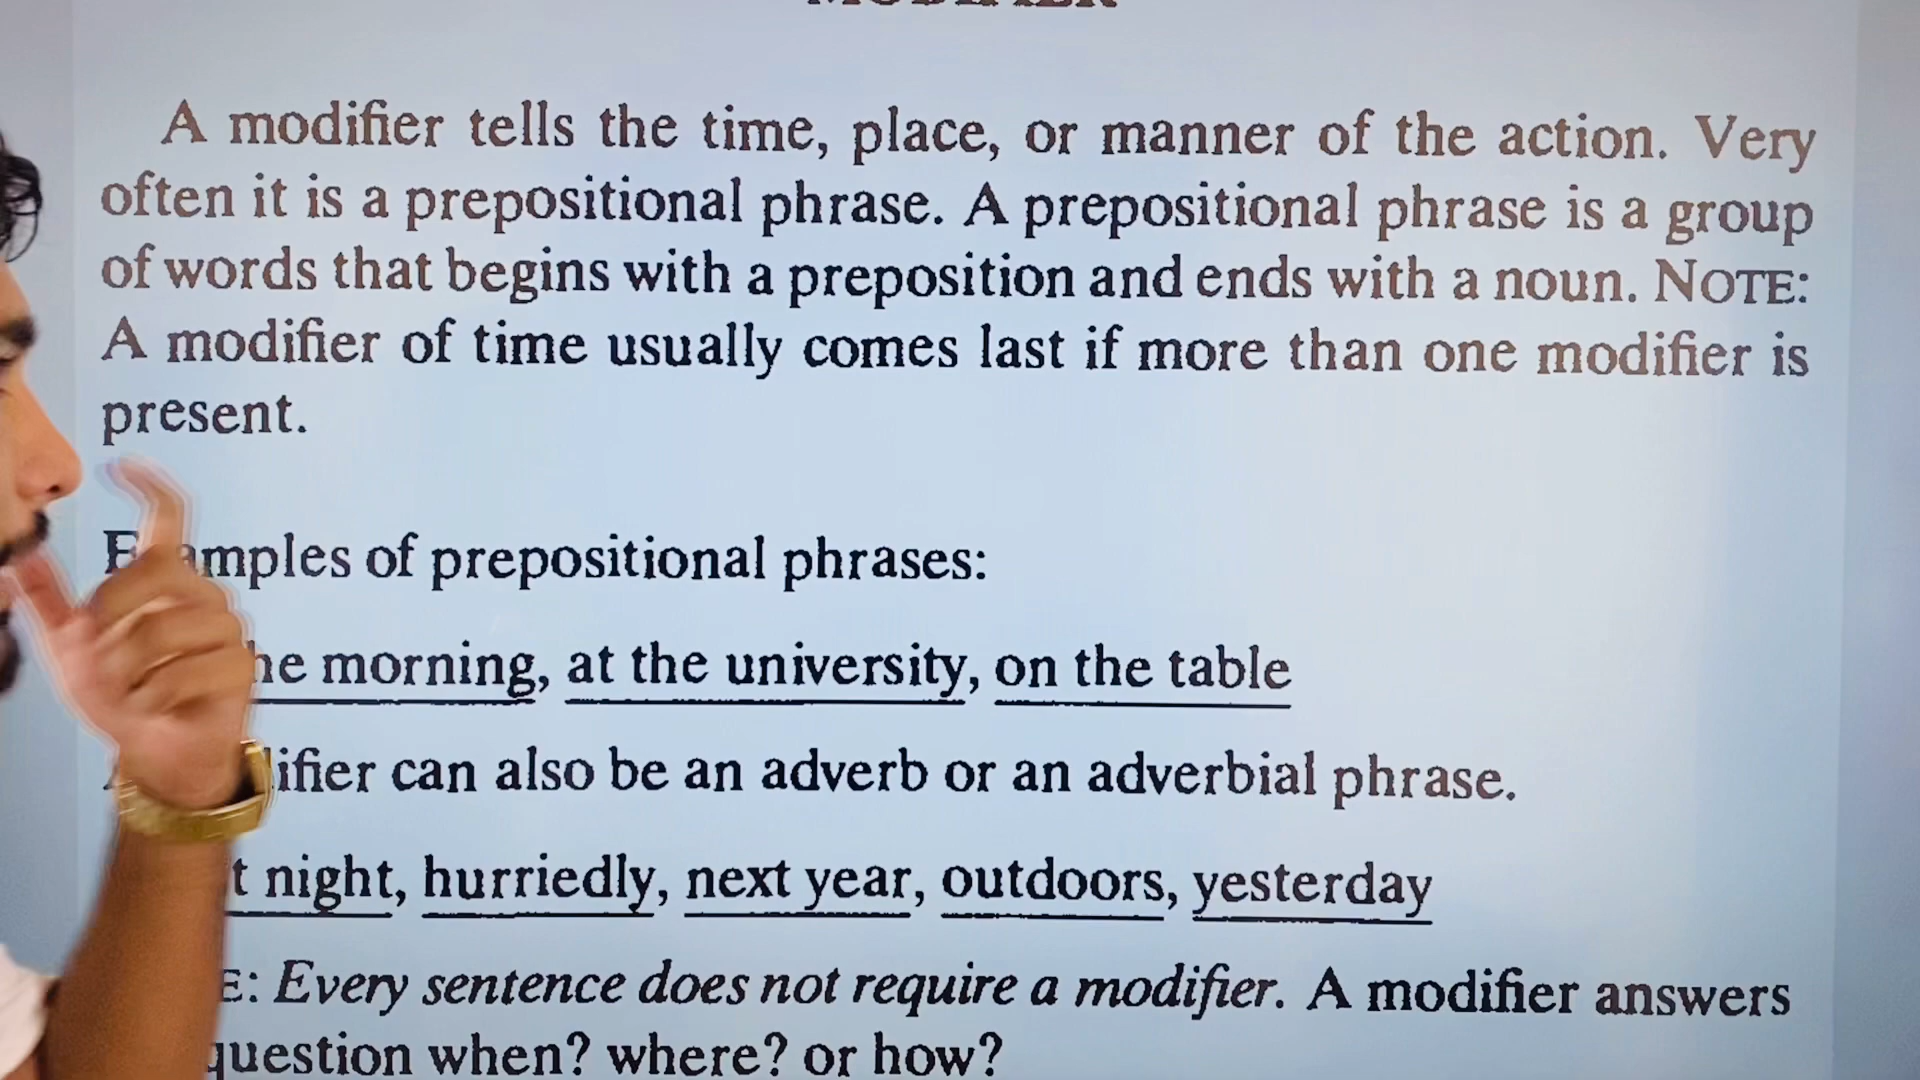 MODIFIER
A modifier tells the time, place, or manner of the action. Very
often it is a prepositional phrase. A prepositional phrase is a group
of words that begins with a preposition and ends with a noun. NOTE:
A modifier of time usually comes last if more than one modifier is
present.
Examples of prepositional phrases:
morning, at the university, on the table
can also be an adverb or an adverbial phrase.
night, hurriedly, next year, outdoors, yesterday
Every sentence does not require a modifier. A modifier answers
question when? where? or how?